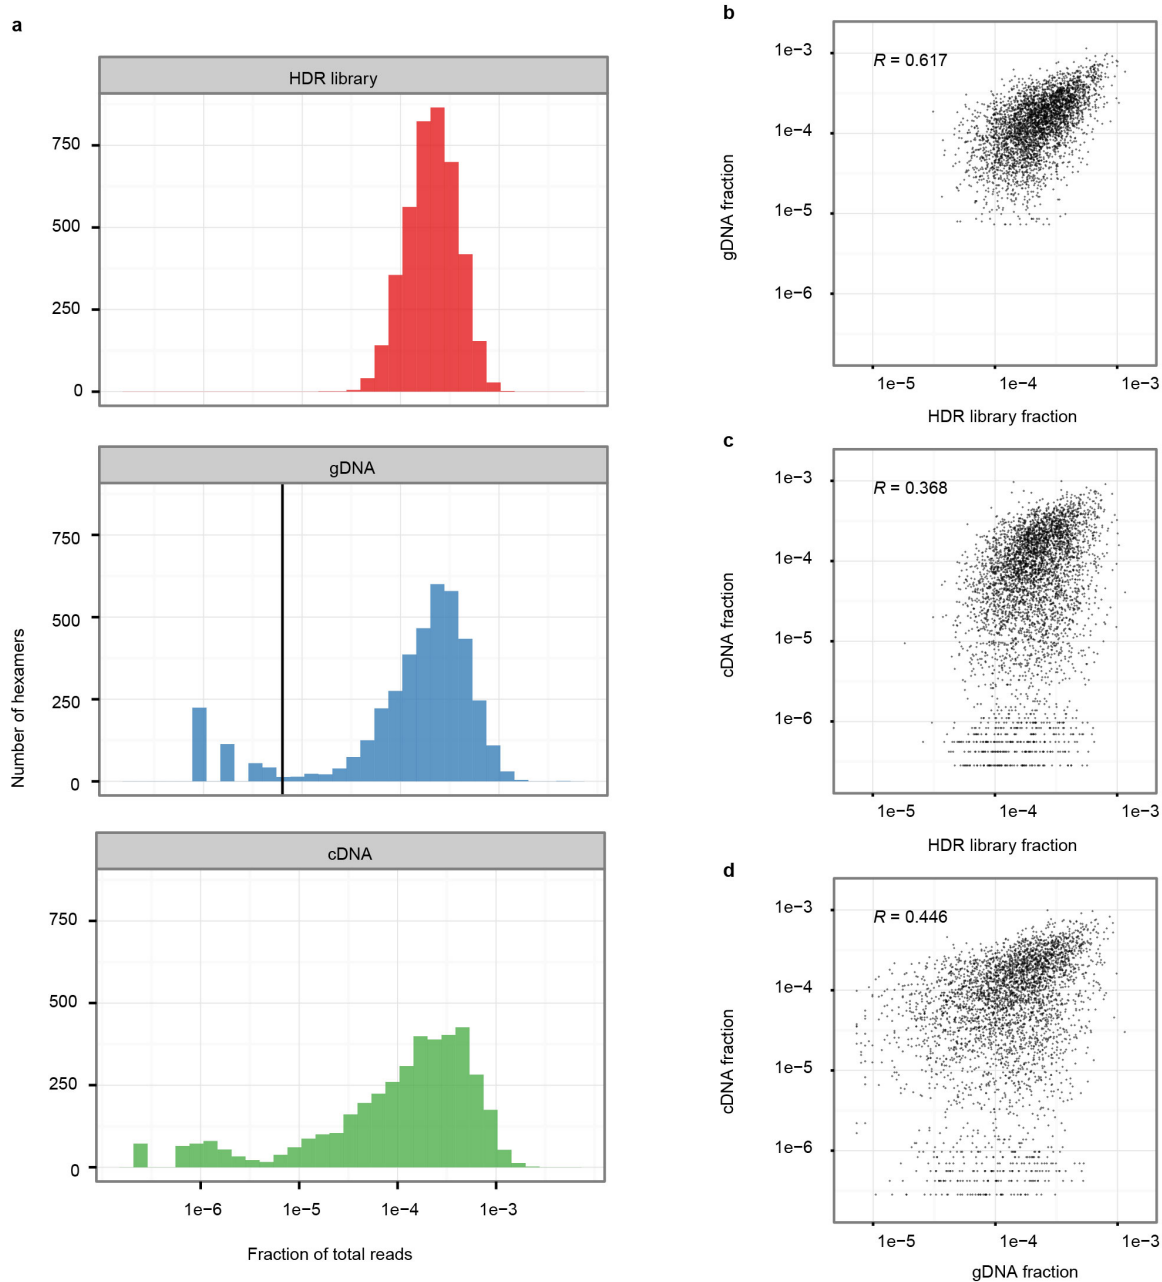 a
HDR library
750
500
250
0
gDNA
750
500
250
0
Number of hexamers
cDNA
750
500
250
0
1e−6 1e−5 1e−4 1e−3
Fraction of total reads
b
R = 0.617
1e−3
1e−4
1e−5
1e−6
gDNA fraction
1e−5 1e−4 1e−3
HDR library fraction
c
R = 0.368
1e−3
1e−4
1e−5
1e−6
cDNA fraction
1e−5 1e−4 1e−3
HDR library fraction
d
R = 0.446
1e−3
1e−4
1e−5
1e−6
cDNA fraction
1e−5 1e−4 1e−3
gDNA fraction